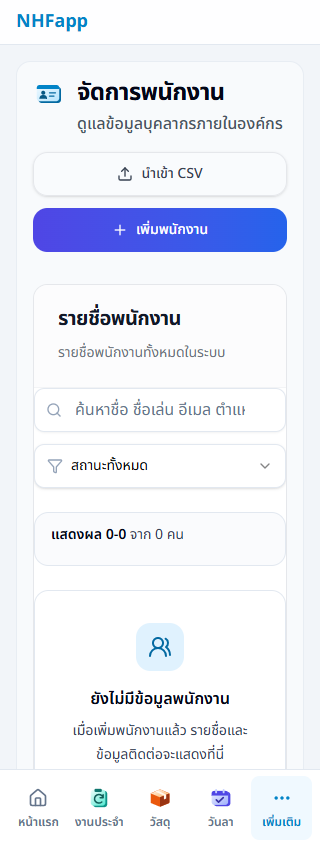 NHFapp
จัดการพนักงาน
ดูแลข้อมูลบุคลากรภายในองค์กร
นำเข้า CSV
เพิ่มพนักงาน
รายชื่อพนักงาน
รายชื่อพนักงานทั้งหมดในระบบ
ค้นหาชื่อ ชื่อเล่น อีเมล
สถานะทั้งหมด
แสดงผล 0-0 จาก 0 คน
ยังไม่มีข้อมูลพนักงาน
เมื่อเพิ่มพนักงานแล้ว รายชื่อและ
ข้อมูลติดต่อจะแสดงที่นี่
หน้าแรก
งานประจำ
วัสดุ
วันลา
เพิ่มเติม